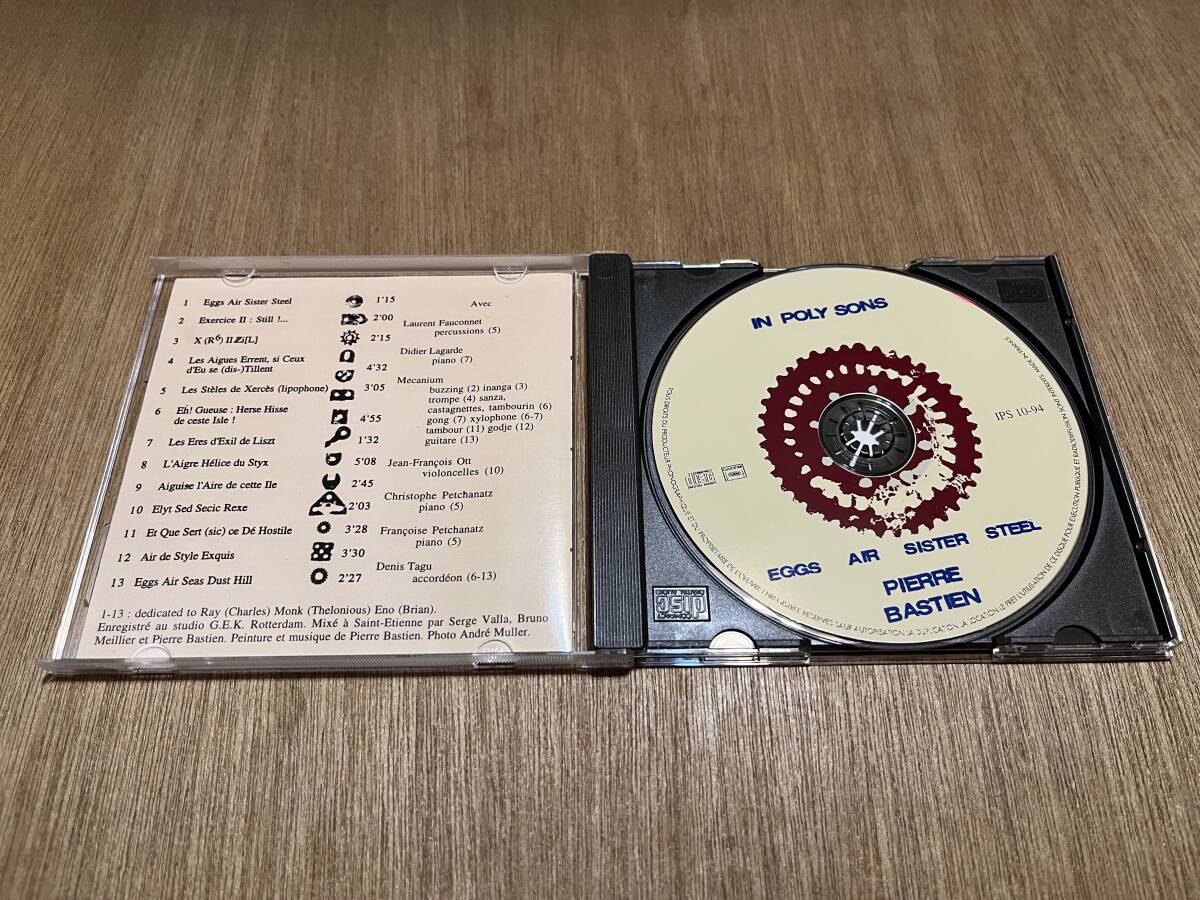 1 Eggs Air Sister Steel 1'15
2 Exercice II : Still !... 2'00
3 X (R6) II Zi[L] 2'15
4 Les Aigues Errent, si Ceux
d'Eu se (dis-)Tillent 4'32
5 Les Stèles de Xercès (lipophone) 3'05
6 Eh! Gueuse : Herse Hisse
de ceste Isle ! 4'55
7 Les Eres d'Exil de Liszt 1'32
8 L'Aigre Hélice du Styx 5'08
9 Aiguise l'Aire de cette Ile 2'45
10 Elyt Sed Secic Rexe 2'03
11 Et Que Sert (sic) ce Dé Hostile 3'28
12 Air de Style Exquis 3'30
13 Eggs Air Seas Dust Hill 2'27
Avec
Laurent Fauconnet
percussions (5)
Didier Lagarde
piano (7)
Mecanium
buzzing (2) inanga (3)
trompe (4) sanza,
castagnettes, tambourin (6)
gong (7) xylophone (6-7)
tambour (11) godje (12)
guitare (13)
Jean-François Ott
violoncelles (10)
Christophe Petchanatz
piano (5)
Françoise Petchanatz
piano (5)
Denis Tagu
accordéon (6-13)
1-13 : dedicated to Ray (Charles) Monk (Thelonious) Eno (Brian).
Enregistré au studio G.E.K. Rotterdam. Mixé à Saint-Etienne par Serge Valla, Bruno
Meillier et Pierre Bastien. Peinture et musique de Pierre Bastien. Photo André Muller.
IN POLY SONS
IPS 10-94
EGGS AIR SISTER STEEL
PIERRE
BASTIEN
COMPACT
disc
DIGITAL AUDIO